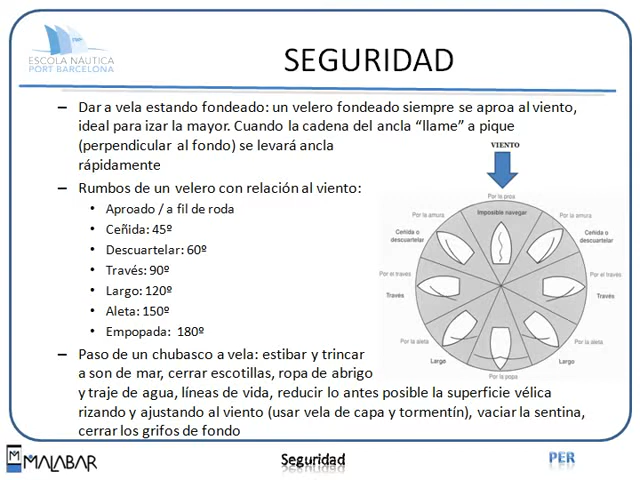 ESCOLA NÁUTICA
PORT BARCELONA
SEGURIDAD
– Dar a vela estando fondeado: un velero fondeado siempre se aproa al viento,
ideal para izar la mayor. Cuando la cadena del ancla “llame” a pique
(perpendicular al fondo) se levará ancla
rápidamente
– Rumbos de un velero con relación al viento:
• Aproado / a fil de roda
• Ceñida: 45º
• Descuartelar: 60º
• Través: 90º
• Largo: 120º
• Aleta: 150º
• Empopada: 180º
– Paso de un chubasco a vela: estibar y trincar
a son de mar, cerrar escotillas, ropa de abrigo
y traje de agua, líneas de vida, reducir lo antes posible la superficie vélica
rizando y ajustando al viento (usar vela de capa y tormentín), vaciar la sentina,
cerrar los grifos de fondo
VIENTO
Por la proa
Imposible navegar
Por la amura
Por la amura
Ceñida o
descuartelar
Ceñida o
descuartelar
Por el través
Por el través
Través
Través
Por la aleta
Por la aleta
Largo
Largo
Por la popa
MALABAR
Seguridad
PER